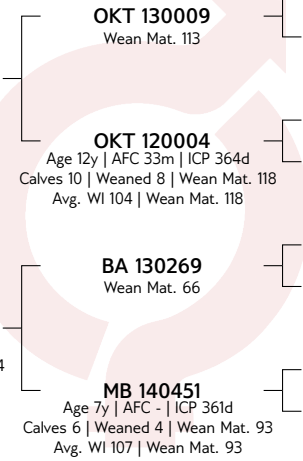 OKT 130009
Wean Mat. 113
OKT 120004
Age 12y | AFC 33m | ICP 364d
Calves 10 | Weaned 8 | Wean Mat. 118
Avg. WI 104 | Wean Mat. 118
BA 130269
Wean Mat. 66
4
MB 140451
Age 7y | AFC - | ICP 361d
Calves 6 | Weaned 4 | Wean Mat. 93
Avg. WI 107 | Wean Mat. 93